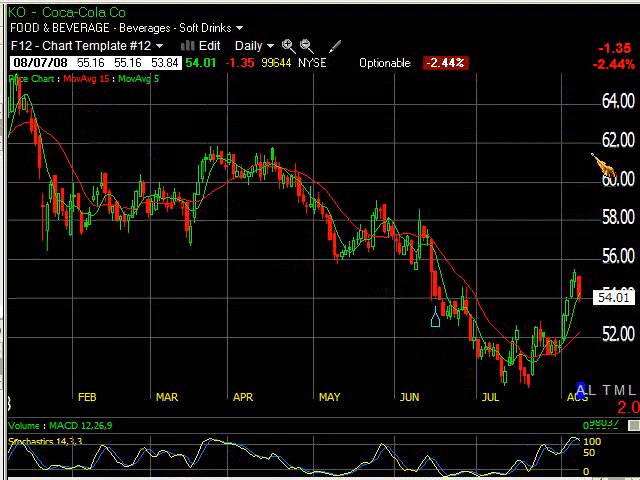 KO - Coca-Cola Co
FOOD & BEVERAGE - Beverages - Soft Drinks
F12 - Chart Template #12 Edit Daily
-1.35
08/07/08 55.16 55.16 53.84 54.01 -1.35 99644 NYSE Optionable -2.44% -2.44%
Price Chart : MovAvg 15 : MovAvg 5
64.00
62.00
60.00
58.00
56.00
54.01
52.00
A L T M L
FEB MAR APR MAY JUN JUL AUG
2.0
Volume : MACD 12,26,9
Stochastics 14,3,3
100
50
0